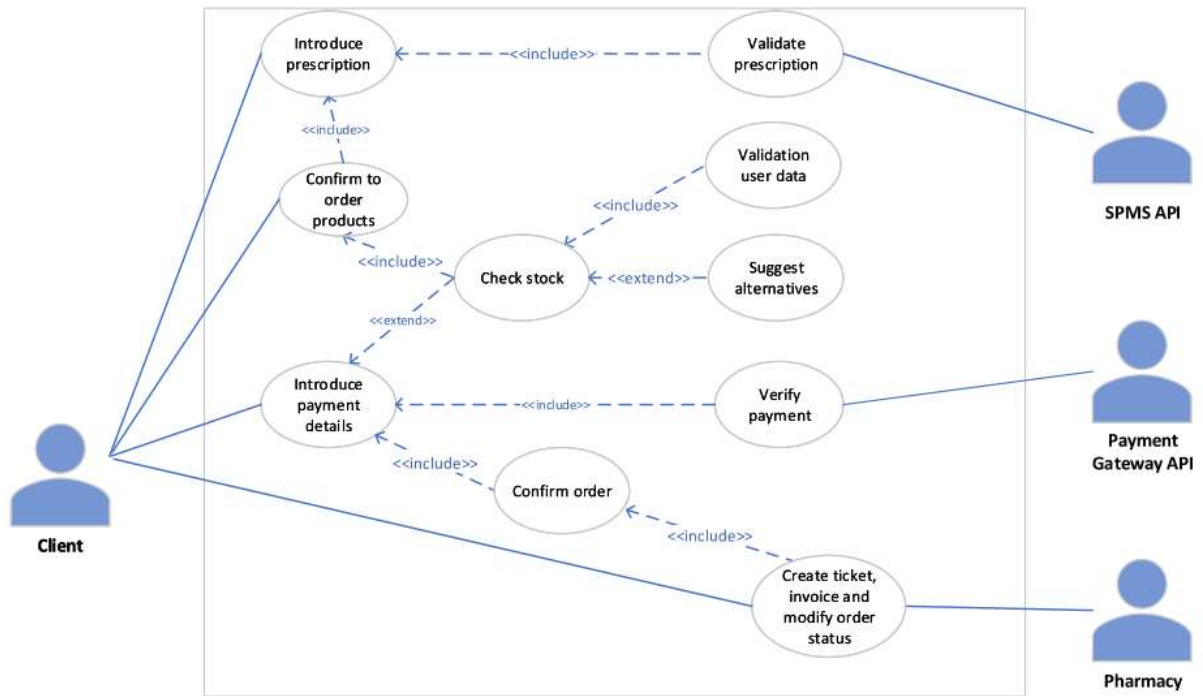 Introduce
prescription
<<include>>
Validate
prescription
<<include>>
Validation
user data
Confirm to
order
products
<<include>>
SPMS API
<<include>>
Check stock
<<extend>>
Suggest
alternatives
<<extend>>
Introduce
payment
details
<<include>>
Verify
payment
Payment
Gateway API
<<include>>
Confirm order
Client
<<include>>
Create ticket,
invoice and
modify order
status
Pharmacy